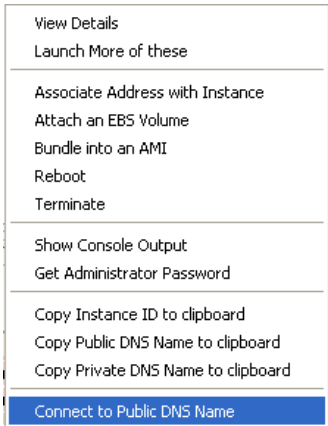 View Details
Launch More of these
Associate Address with Instance
Attach an EBS Volume
Bundle into an AMI
Reboot
Terminate
Show Console Output
Get Administrator Password
Copy Instance ID to clipboard
Copy Public DNS Name to clipboard
Copy Private DNS Name to clipboard
Connect to Public DNS Name